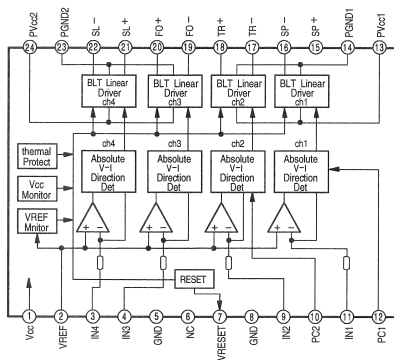 PVcc2
PGND2
SL-
SL+
FO+
FO-
TR+
TR-
SP-
SP+
PGND1
PVcc1
24
23
22
21
20
19
18
17
16
15
14
13
BLT Linear
Driver
ch4
BLT Linear
Driver
ch3
BLT Linear
Driver
ch2
BLT Linear
Driver
ch1
thermal
Protect
Vcc
Monitor
VREF
Mnitor
ch4
Absolute
V-I
Direction
Det
ch3
Absolute
V-I
Direction
Det
ch2
Absolute
V-I
Direction
Det
ch1
Absolute
V-I
Direction
Det
+ -
+ -
+ -
+ -
RESET
1
2
3
4
5
6
7
8
9
10
11
12
Vcc
VREF
IN4
IN3
GND
NC
VRESET
GND
IN2
PC2
IN1
PC1